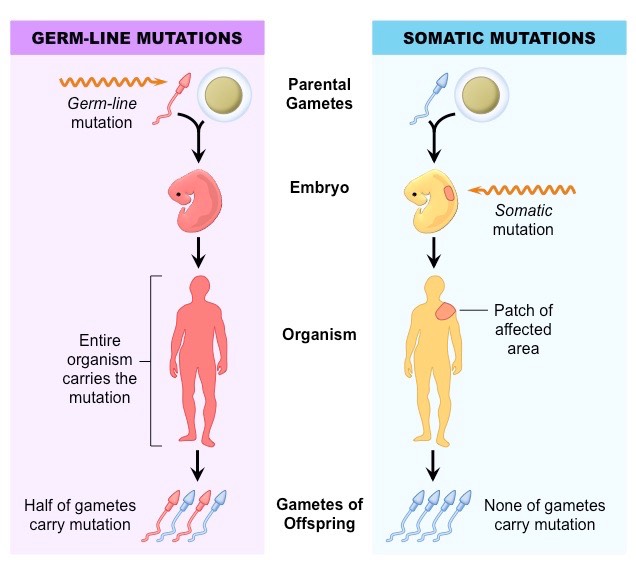 GERM-LINE MUTATIONS
SOMATIC MUTATIONS
Germ-line
mutation
Parental
Gametes
Embryo
Somatic
mutation
Entire
organism
carries the
mutation
Organism
Patch of
affected
area
Half of gametes
carry mutation
Gametes of
Offspring
None of gametes
carry mutation